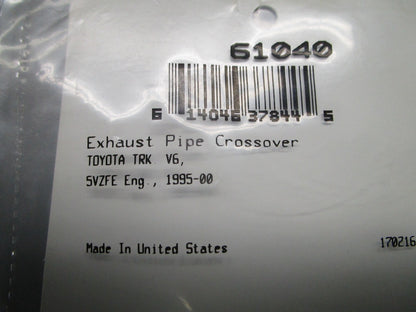 61040
6 14046 37844 5
Exhaust Pipe Crossover
TOYOTA TRK V6,
5VZFE Eng., 1995-00
Made In United States
170216